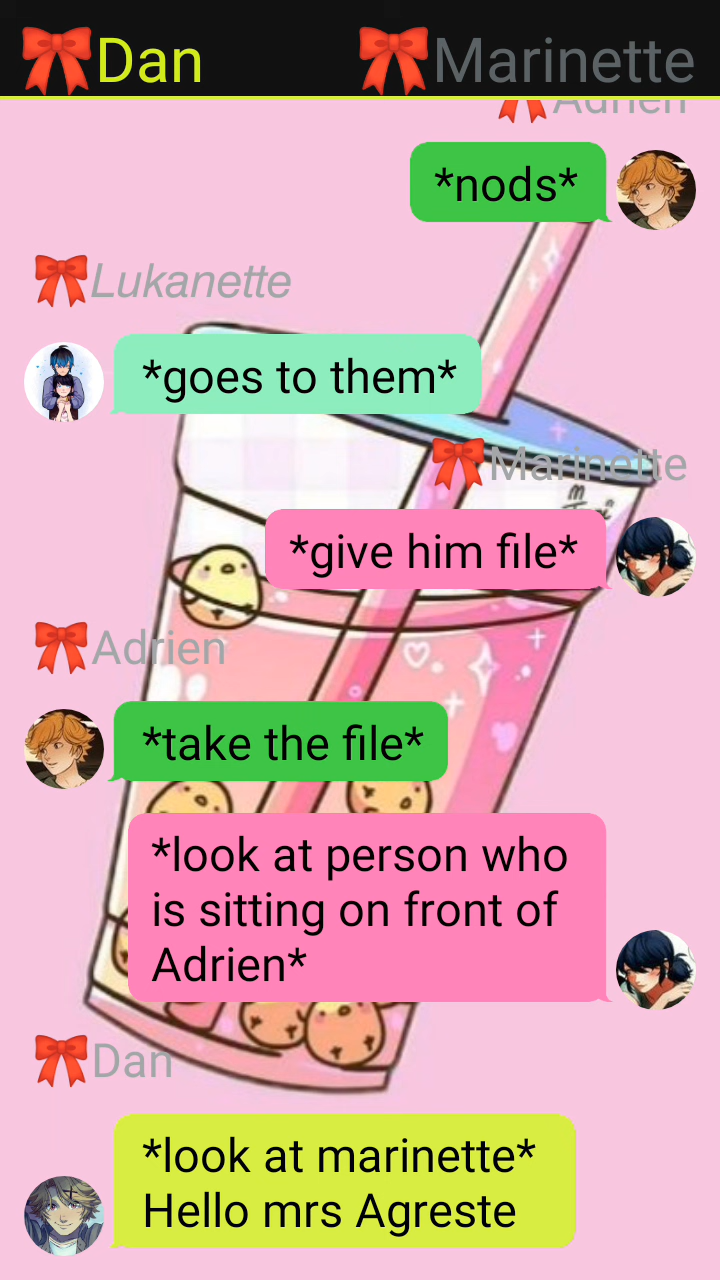 🎀Dan 🎀Marinette
🎀Adrien
*nods*
🎀Lukanette
*goes to them*
🎀Marinette
*give him file*
🎀Adrien
*take the file*
*look at person who
is sitting on front of
Adrien*
🎀Dan
*look at marinette*
Hello mrs Agreste